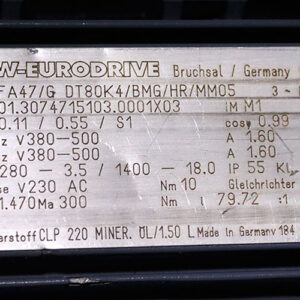 W-EURODRIVE Bruchsal / Germany
FA47/G DT80K4/BMG/HR/MM05 3 ~
01.3074715103.0001X03 IM M1
0.11 / 0.55 / S1 cosφ 0.99
V380-500 A 1.60
V380-500 A 1.60
280 - 3.5 / 1400 - 18.0 IP 55 KL
e V230 AC Nm 10 Gleichrichter
1.470 Ma 300 i 79.72 :1
erstoff CLP 220 MINER. ÖL/1.50 L Made in Germany 184